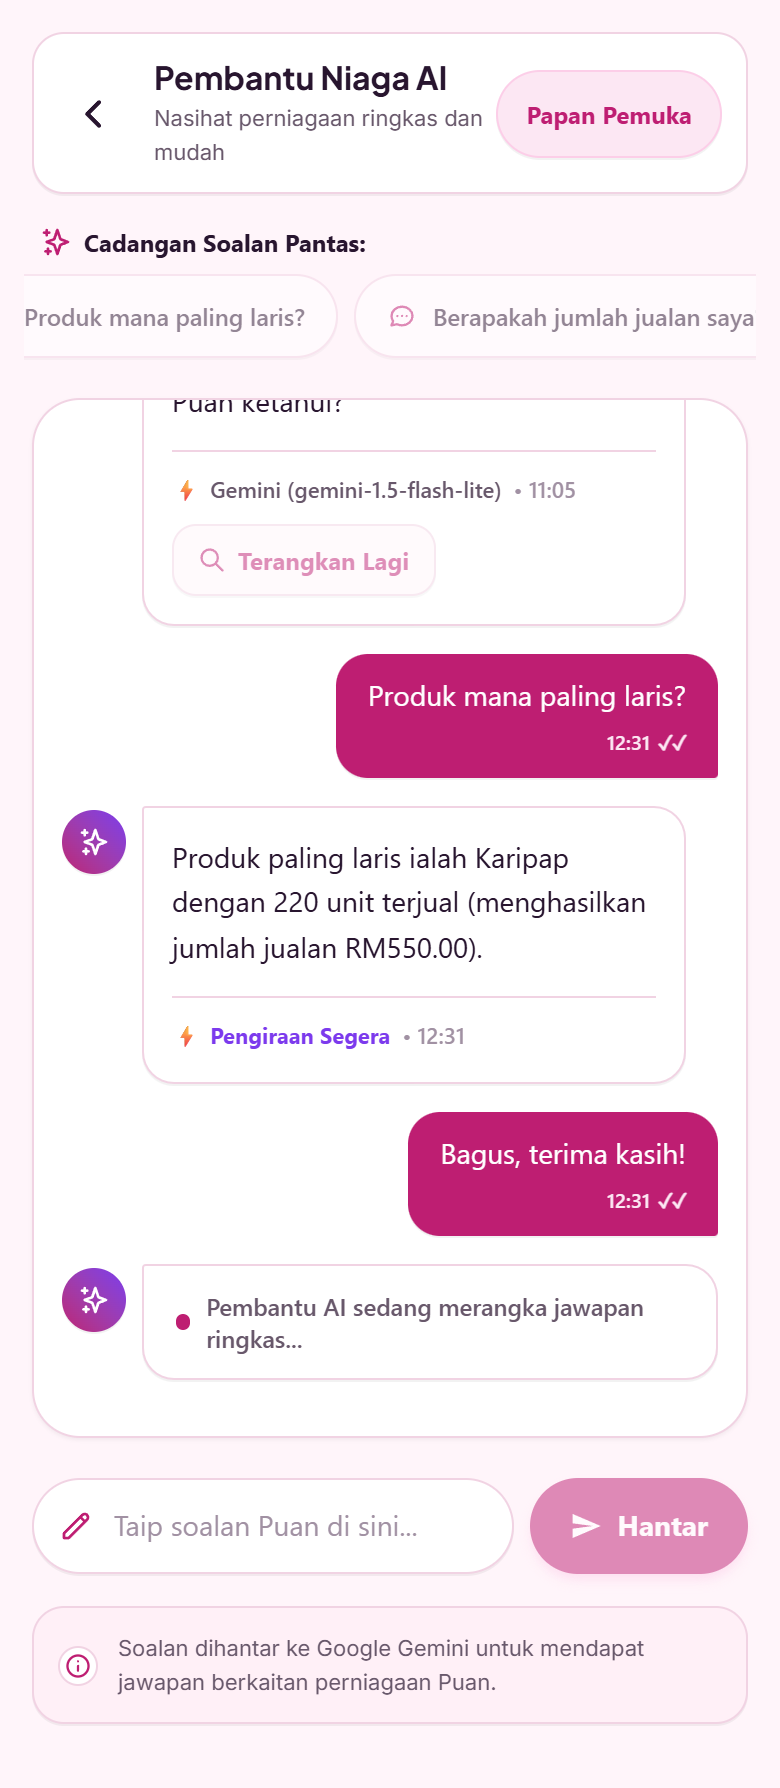 Pembantu Niaga AI
Nasihat perniagaan ringkas dan
mudah
Papan Pemuka
Cadangan Soalan Pantas:
Produk mana paling laris?
Berapakah jumlah jualan saya
Puan ketahui?
Gemini (gemini-1.5-flash-lite) • 11:05
Terangkan Lagi
Produk mana paling laris?
12:31 ✓✓
Produk paling laris ialah Karipap
dengan 220 unit terjual (menghasilkan
jumlah jualan RM550.00).
Pengiraan Segera • 12:31
Bagus, terima kasih!
12:31 ✓✓
Pembantu AI sedang merangka jawapan
ringkas...
Taip soalan Puan di sini...
Hantar
Soalan dihantar ke Google Gemini untuk mendapat
jawapan berkaitan perniagaan Puan.